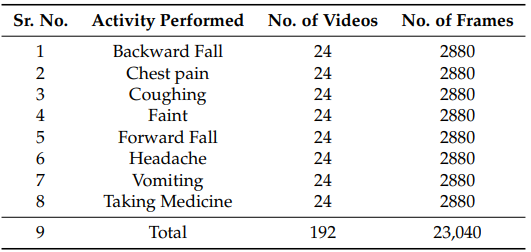 Sr. No. Activity Performed No. of Videos No. of Frames
1 Backward Fall 24 2880
2 Chest pain 24 2880
3 Coughing 24 2880
4 Faint 24 2880
5 Forward Fall 24 2880
6 Headache 24 2880
7 Vomiting 24 2880
8 Taking Medicine 24 2880
9 Total 192 23,040